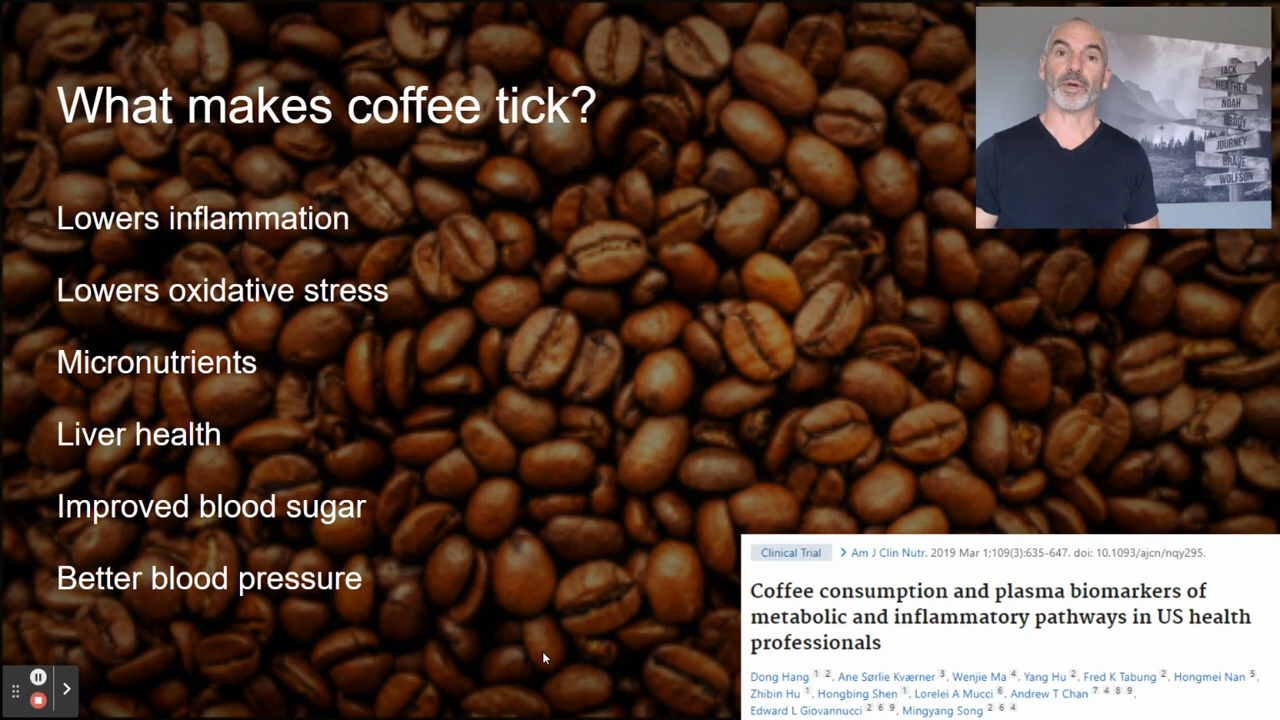 What makes coffee tick?
Lowers inflammation
Lowers oxidative stress
Micronutrients
Liver health
Improved blood sugar
Better blood pressure
JACK
HEATHER
NOAH
BRODY
JOURNEY
BRAVE
WOLFSON
Clinical Trial > Am J Clin Nutr. 2019 Mar 1;109(3):635-647. doi: 10.1093/ajcn/nqy295.
Coffee consumption and plasma biomarkers of
metabolic and inflammatory pathways in US health
professionals
Dong Hang 1 2, Ane Sørlie Kværner 3, Wenjie Ma 4, Yang Hu 2, Fred K Tabung 2, Hongmei Nan 5,
Zhibin Hu 1, Hongbing Shen 1, Lorelei A Mucci 6, Andrew T Chan 7 4 8 9,
Edward L Giovannucci 2 6 9, Mingyang Song 2 6 4